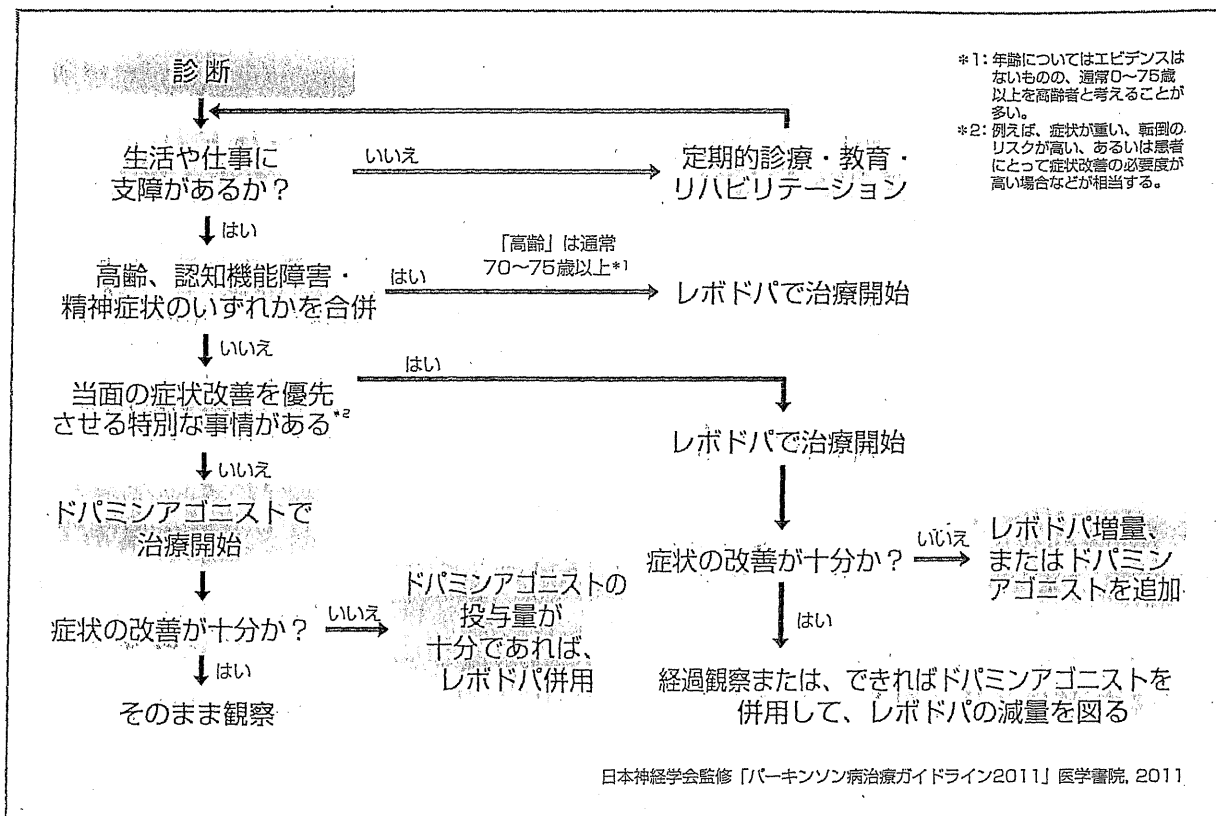 診断
*1：年齢についてはエビデンスは
ないものの、通常0～75歳
以上を高齢者と考えることが
多い。
*2：例えば、症状が重い、転倒の
リスクが高い、あるいは患者
にとって症状改善の必要度が
高い場合などが相当する。
生活や仕事に
支障があるか？
いいえ
定期的診療・教育・
リハビリテーション
はい
高齢、認知機能障害・
精神症状のいずれかを合併
はい
「高齢」は通常
70～75歳以上*1
レボドパで治療開始
いいえ
当面の症状改善を優先
させる特別な事情がある*2
はい
レボドパで治療開始
いいえ
ドパミンアゴニストで
治療開始
症状の改善が十分か？
いいえ
レボドパ増量、
またはドパミン
アゴニストを追加
症状の改善が十分か？
いいえ
ドパミンアゴニストの
投与量が
十分であれば、
レボドパ併用
はい
そのまま観察
はい
経過観察または、できればドパミンアゴニストを
併用して、レボドパの減量を図る
日本神経学会監修「パーキンソン病治療ガイドライン2011」医学書院, 2011